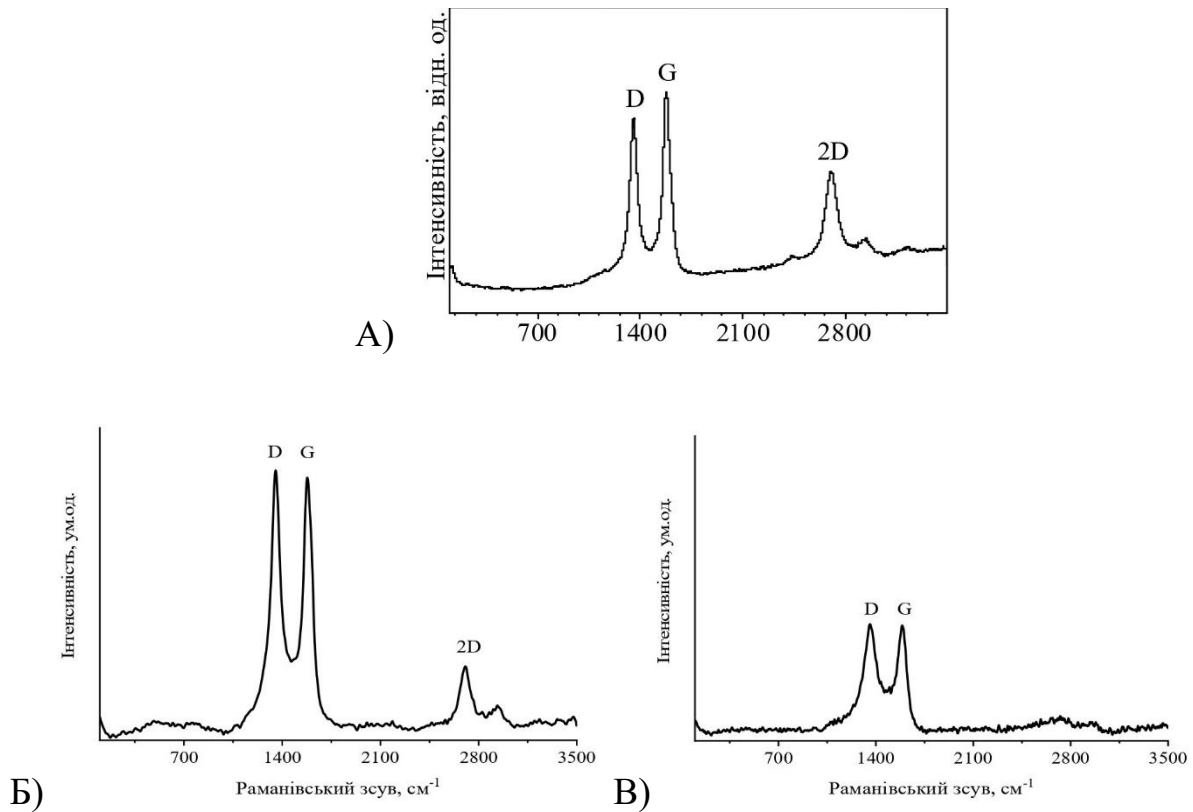 Інтенсивність, відн. од.
D
G
2D
700 1400 2100 2800
А)
Інтенсивність, ум.од.
D G
2D
700 1400 2100 2800 3500
Раманівський зсув, см⁻¹
Б)
Інтенсивність, ум.од.
D G
700 1400 2100 2800 3500
Раманівський зсув, см⁻¹
В)